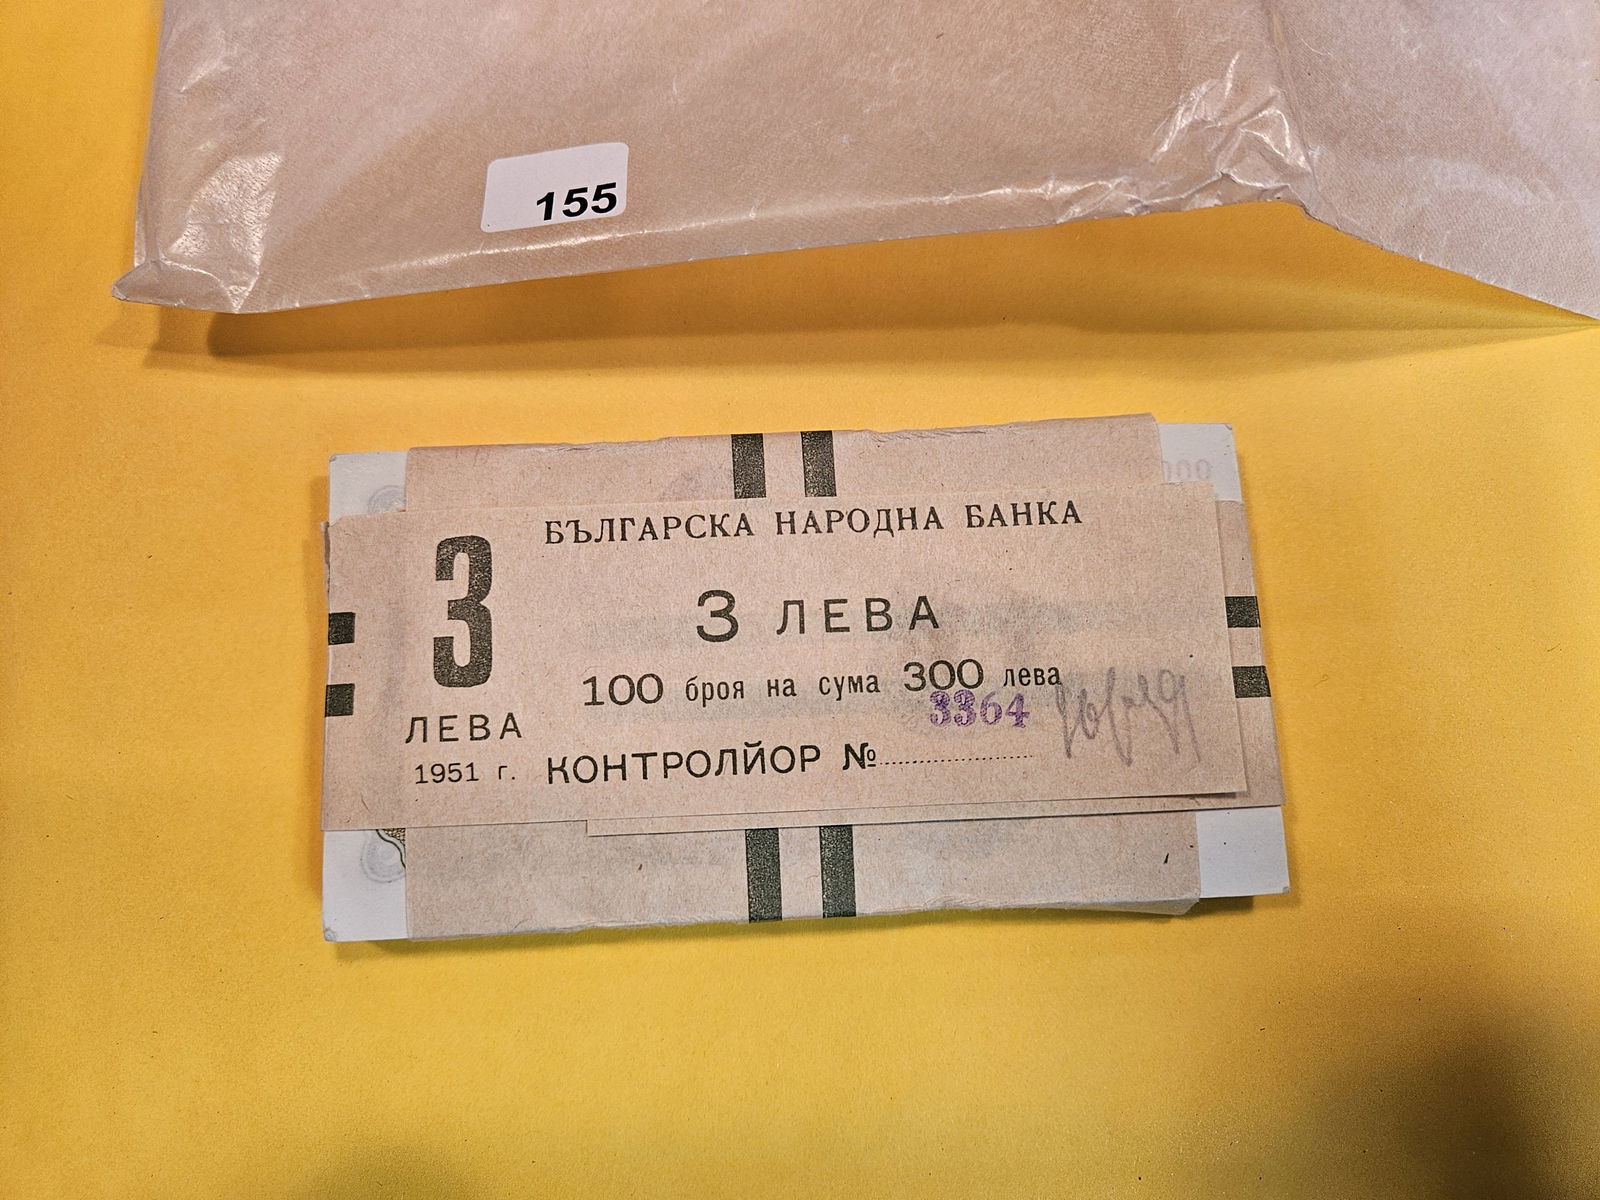 155
БЪЛГАРСКА НАРОДНА БАНКА
3
3 ЛЕВА
100 броя на сума 300 лева
3364
ЛЕВА
1951 г.
КОНТРОЛЙОР №